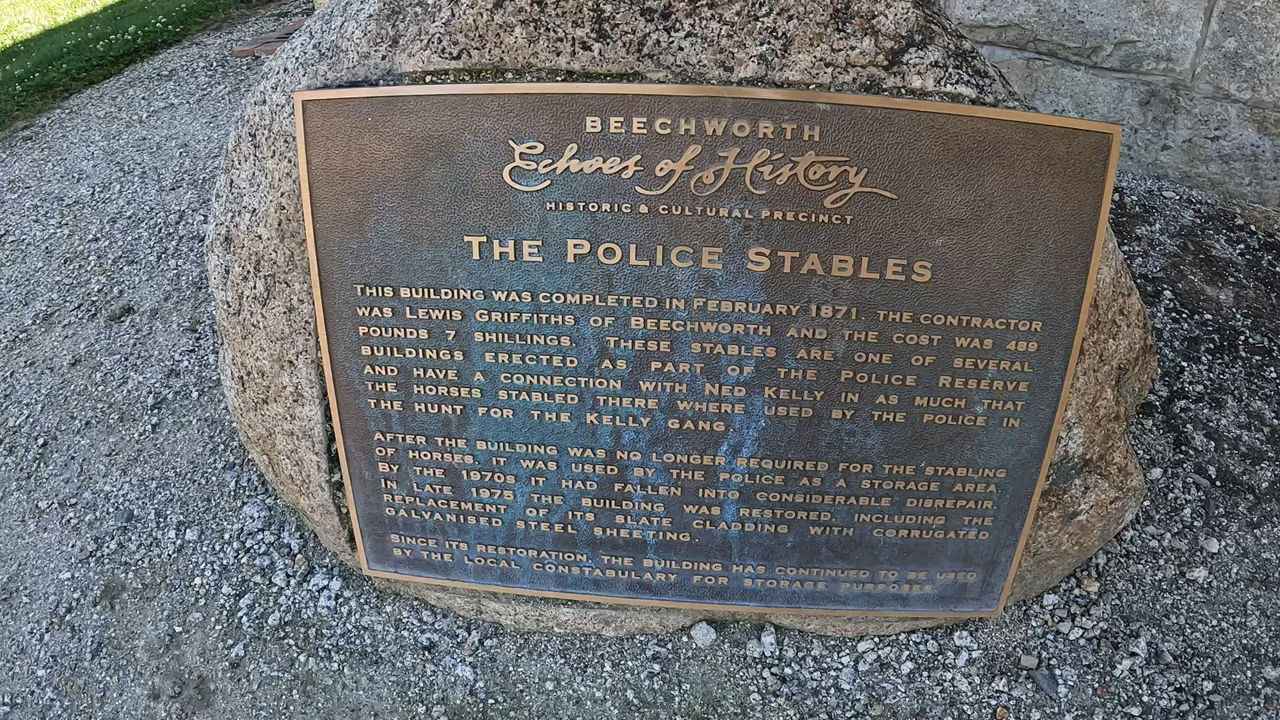 BEECHWORTH
Echoes of History
HISTORIC & CULTURAL PRECINCT
THE POLICE STABLES
THIS BUILDING WAS COMPLETED IN FEBRUARY 1871. THE CONTRACTOR
WAS LEWIS GRIFFITHS OF BEECHWORTH AND THE COST WAS 489
POUNDS 7 SHILLINGS. THESE STABLES ARE ONE OF SEVERAL
BUILDINGS ERECTED AS PART OF THE POLICE RESERVE
AND HAVE A CONNECTION WITH NED KELLY IN AS MUCH THAT
THE HORSES STABLED THERE WHERE USED BY THE POLICE IN
THE HUNT FOR THE KELLY GANG.
AFTER THE BUILDING WAS NO LONGER REQUIRED FOR THE STABLING
OF HORSES, IT WAS USED BY THE POLICE AS A STORAGE AREA.
BY THE 1970S IT HAD FALLEN INTO CONSIDERABLE DISREPAIR.
IN LATE 1975 THE BUILDING WAS RESTORED, INCLUDING THE
REPLACEMENT OF ITS SLATE CLADDING WITH CORRUGATED
GALVANISED STEEL SHEETING.
SINCE ITS RESTORATION, THE BUILDING HAS CONTINUED TO BE USED
BY THE LOCAL CONSTABULARY FOR STORAGE PURPOSES.